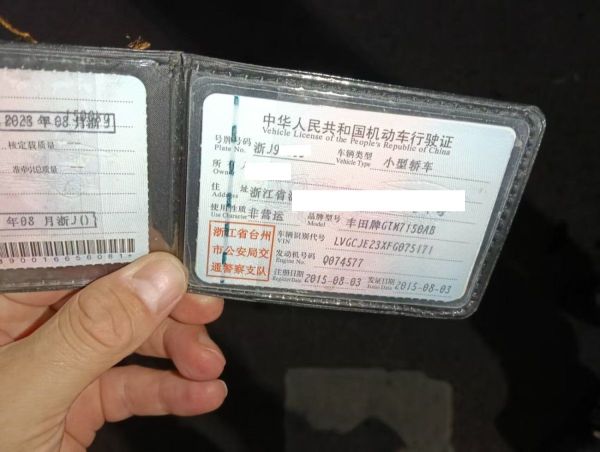 2023年08月浙J
核定载质量
准牵引总质量
年08月浙J()
3900016656081
中华人民共和国机动车行驶证
Vehicle License of the People's Republic of China
号牌号码 浙J9 车辆类型 小型轿车
Plate No. Vehicle Type
所
Owner
住 址 浙江省
Address
使用性质 非营运 品牌型号 丰田牌GTM7150AB
Use Character Model
浙江省台州 车辆识别代号 LVGCJE23XFG075171
VIN
市公安局交 发动机号码 Q074577
Engine No.
通警察支队 注册日期 2015-08-03 发证日期 2015-08-03
Register Date Issue Date